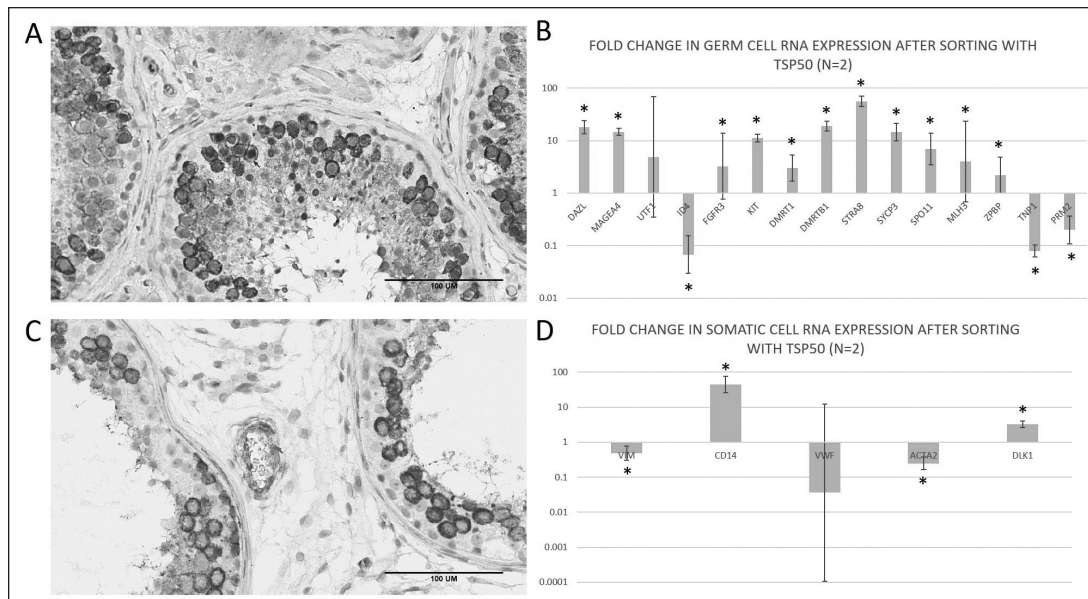 A
100 UM
B
FOLD CHANGE IN GERM CELL RNA EXPRESSION AFTER SORTING WITH
TSP50 (N=2)
100
10
1
0.1
0.01
* * * * * * * * * * * * * * 
DAZL
MAGEA4
UTF1
ID4
FGFR3
KIT
DMRT1
DMRTB1
STRA8
SYCP3
SPO11
MLH3
ZPBP
TNP1
PRM2
C
100 UM
D
FOLD CHANGE IN SOMATIC CELL RNA EXPRESSION AFTER SORTING
WITH TSP50 (N=2)
100
10
1
0.1
0.01
0.001
0.0001
* * * *
VIM
CD14
VWF
ACTA2
DLK1